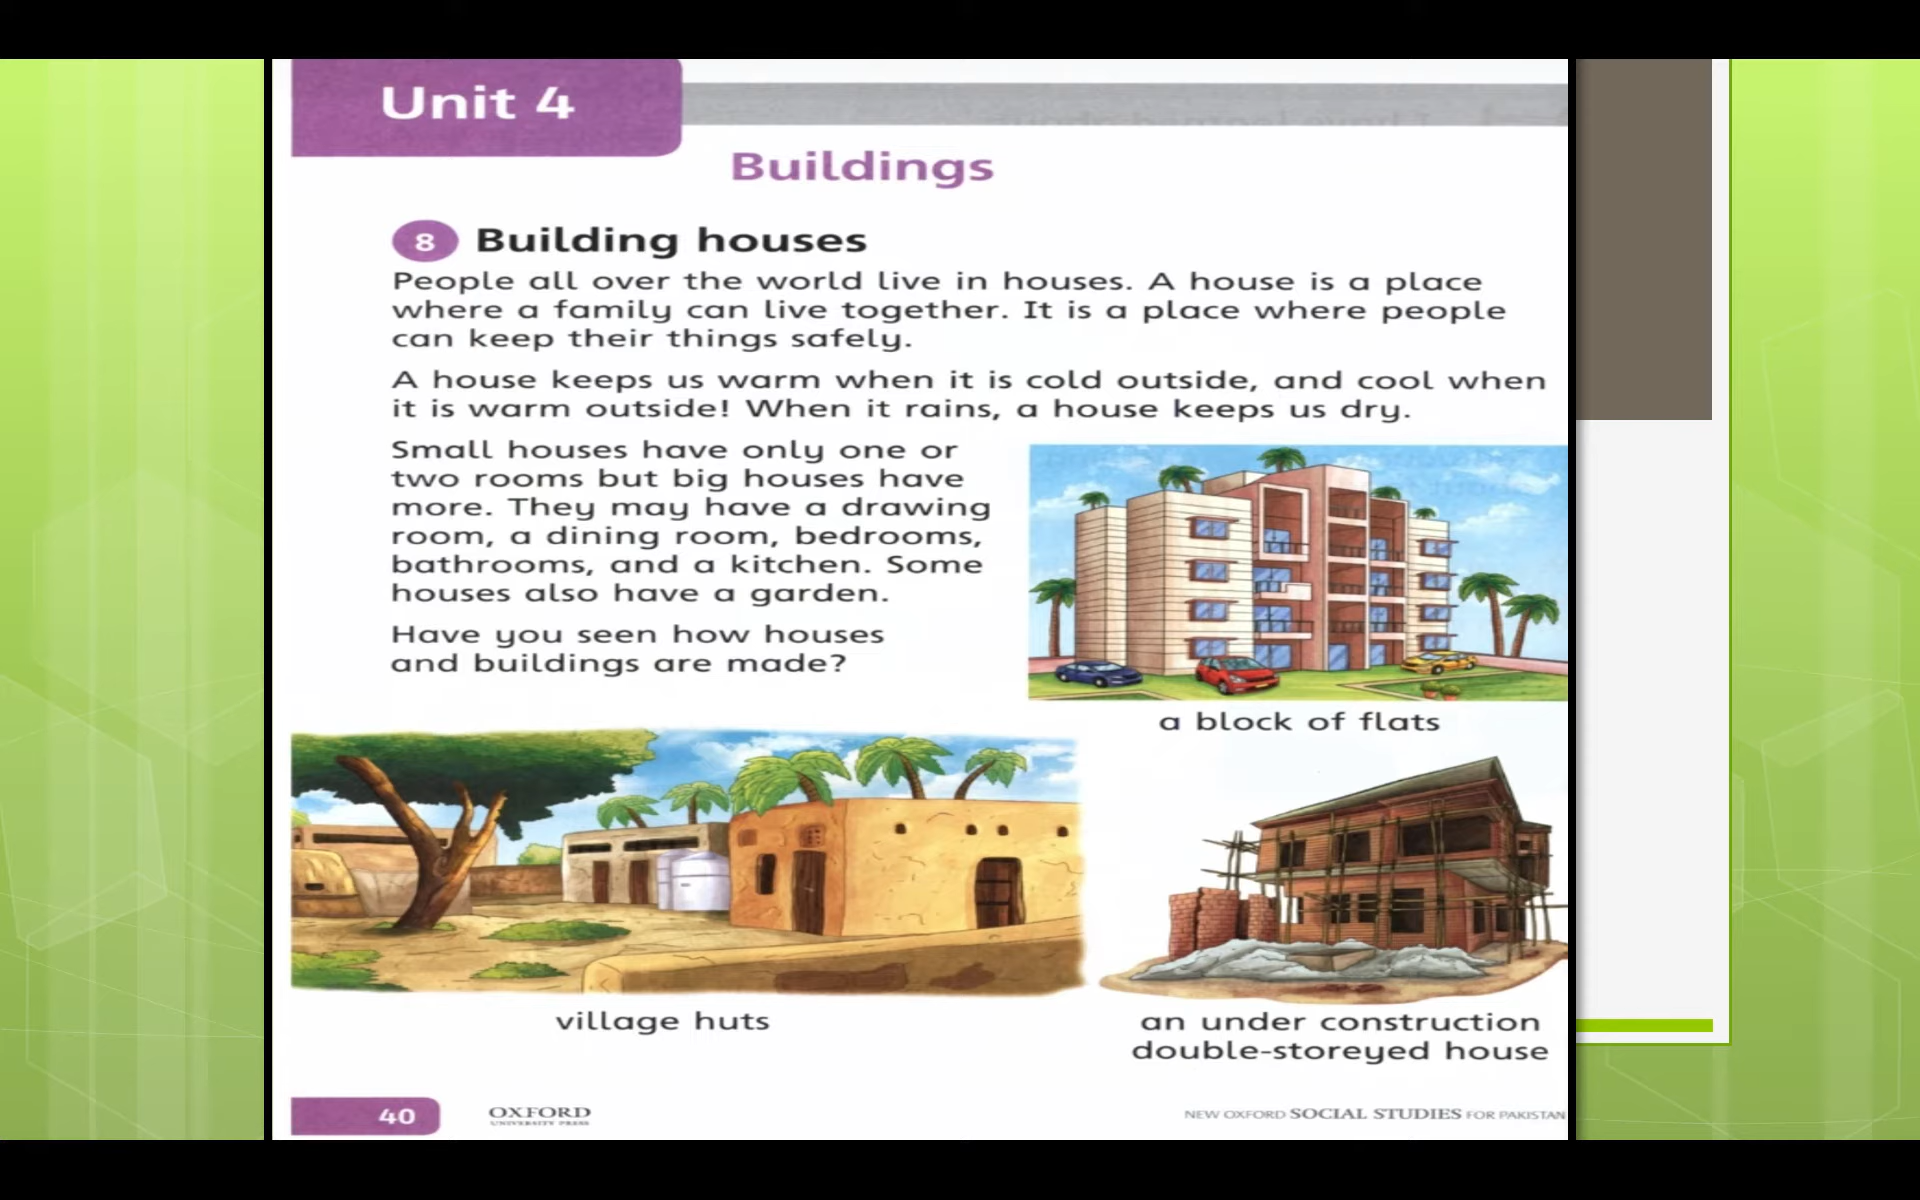 Unit 4
Buildings
8 Building houses
People all over the world live in houses. A house is a place
where a family can live together. It is a place where people
can keep their things safely.
A house keeps us warm when it is cold outside, and cool when
it is warm outside! When it rains, a house keeps us dry.
Small houses have only one or
two rooms but big houses have
more. They may have a drawing
room, a dining room, bedrooms,
bathrooms, and a kitchen. Some
houses also have a garden.
Have you seen how houses
and buildings are made?
a block of flats
village huts
an under construction
double-storeyed house
40
OXFORD
UNIVERSITY PRESS
NEW OXFORD SOCIAL STUDIES FOR PAKISTAN